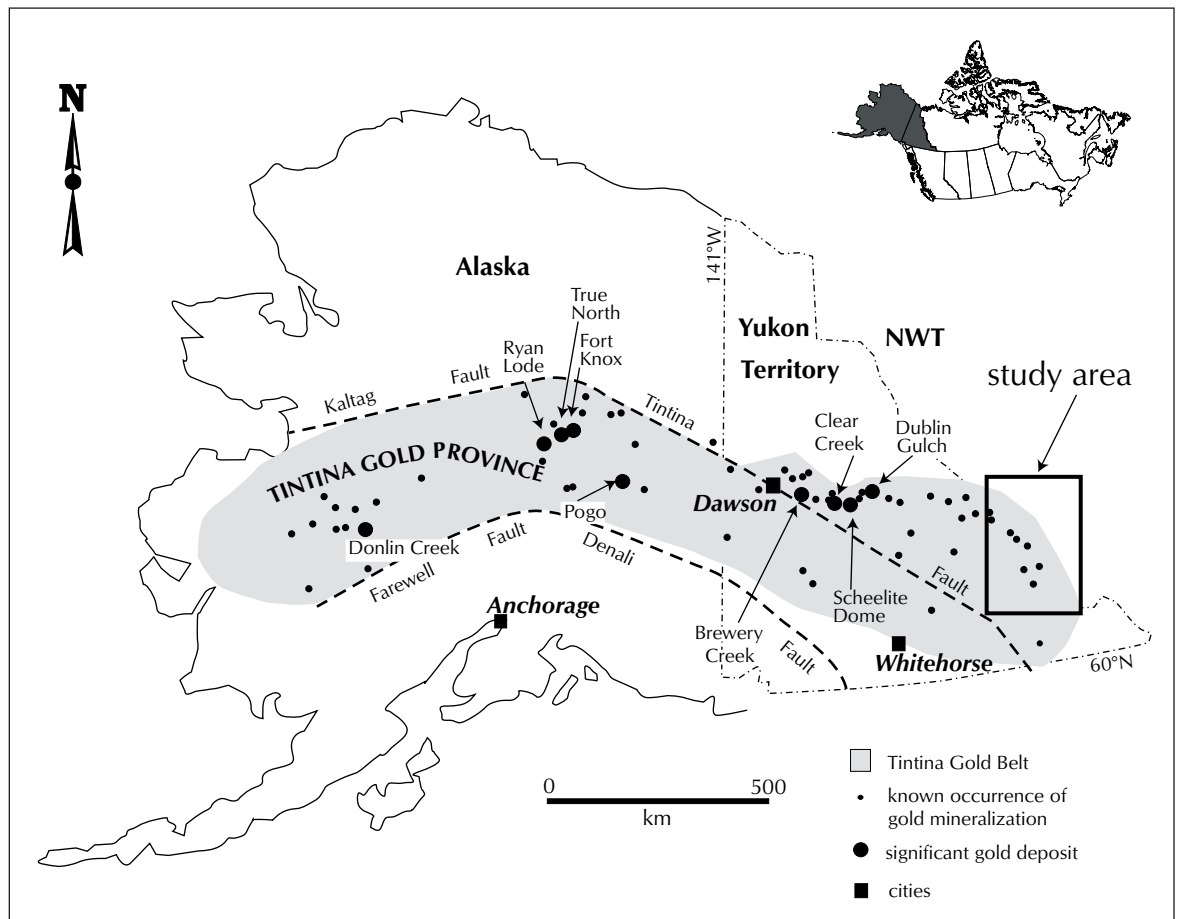 N
Alaska
141°W
Yukon
Territory
NWT
study area
True
North
Fort
Knox
Ryan
Lode
Kaltag
Fault
Tintina
TINTINA GOLD PROVINCE
Clear
Creek
Dublin
Gulch
Dawson
Pogo
Donlin Creek
Farewell
Fault
Denali
Fault
Scheelite
Dome
Anchorage
Brewery
Creek
Fault
Whitehorse
60°N
0 500
km
Tintina Gold Belt
known occurrence of
gold mineralization
significant gold deposit
cities